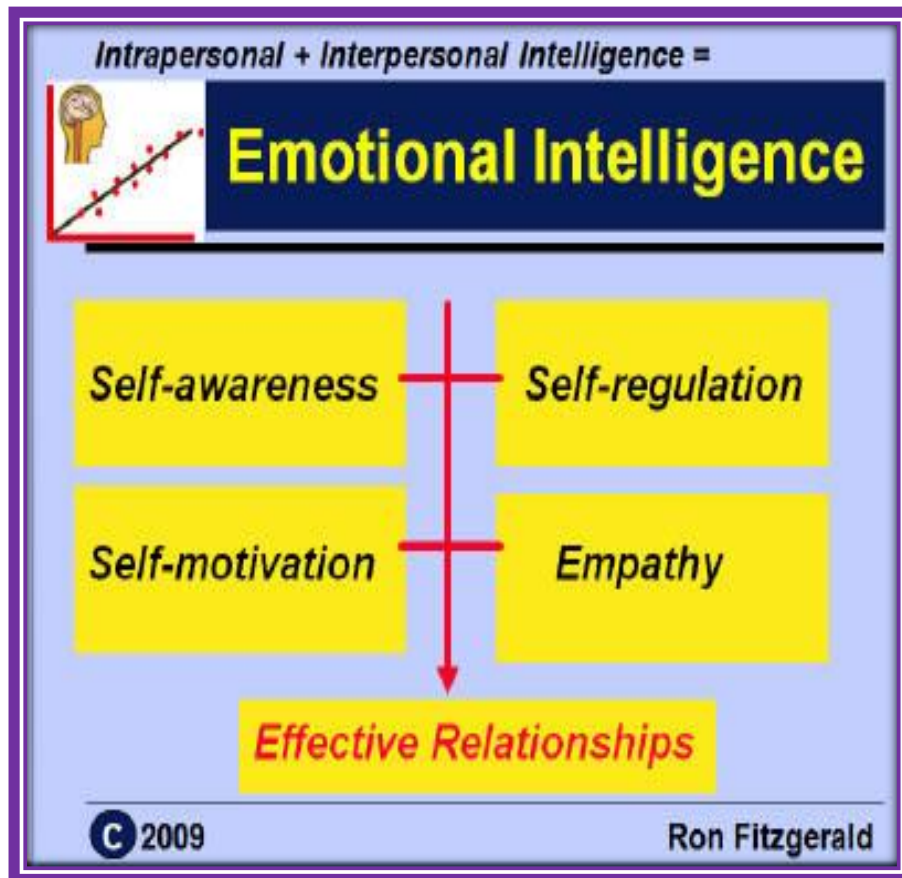 Intrapersonal + Interpersonal Intelligence =
Emotional Intelligence
Self-awareness
Self-regulation
Self-motivation
Empathy
Effective Relationships
C 2009
Ron Fitzgerald